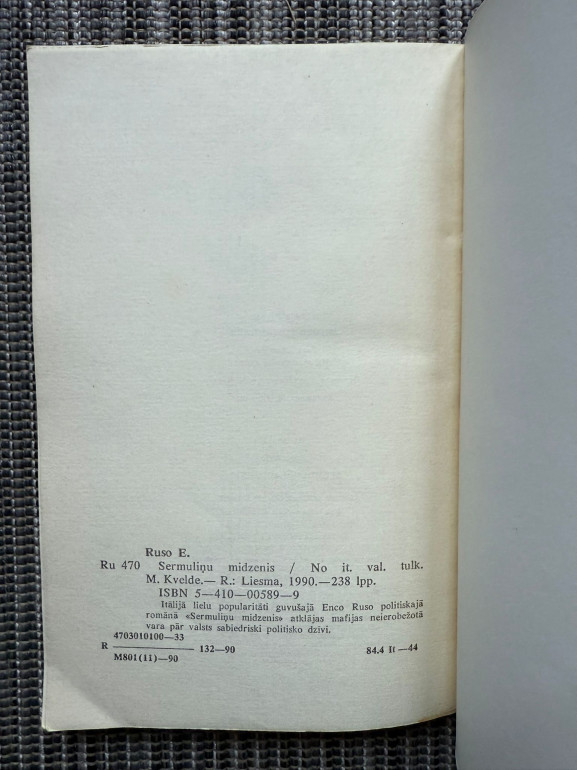 Ruso E.
Ru 470 Sermuliņu midzenis / No it. val. tulk.
M. Kvelde.— R.: Liesma, 1990.—238 lpp.
ISBN 5—410—00589—9
Itālijā lielu popularitāti guvušajā Enco Ruso politiskajā
romānā «Sermuliņu midzenis» atklājas mafijas neierobežotā
vara pār valsts sabiedriski politisko dzīvi.
4703010100—33
R ———— 132—90 84.4 It —44
M801(11)—90